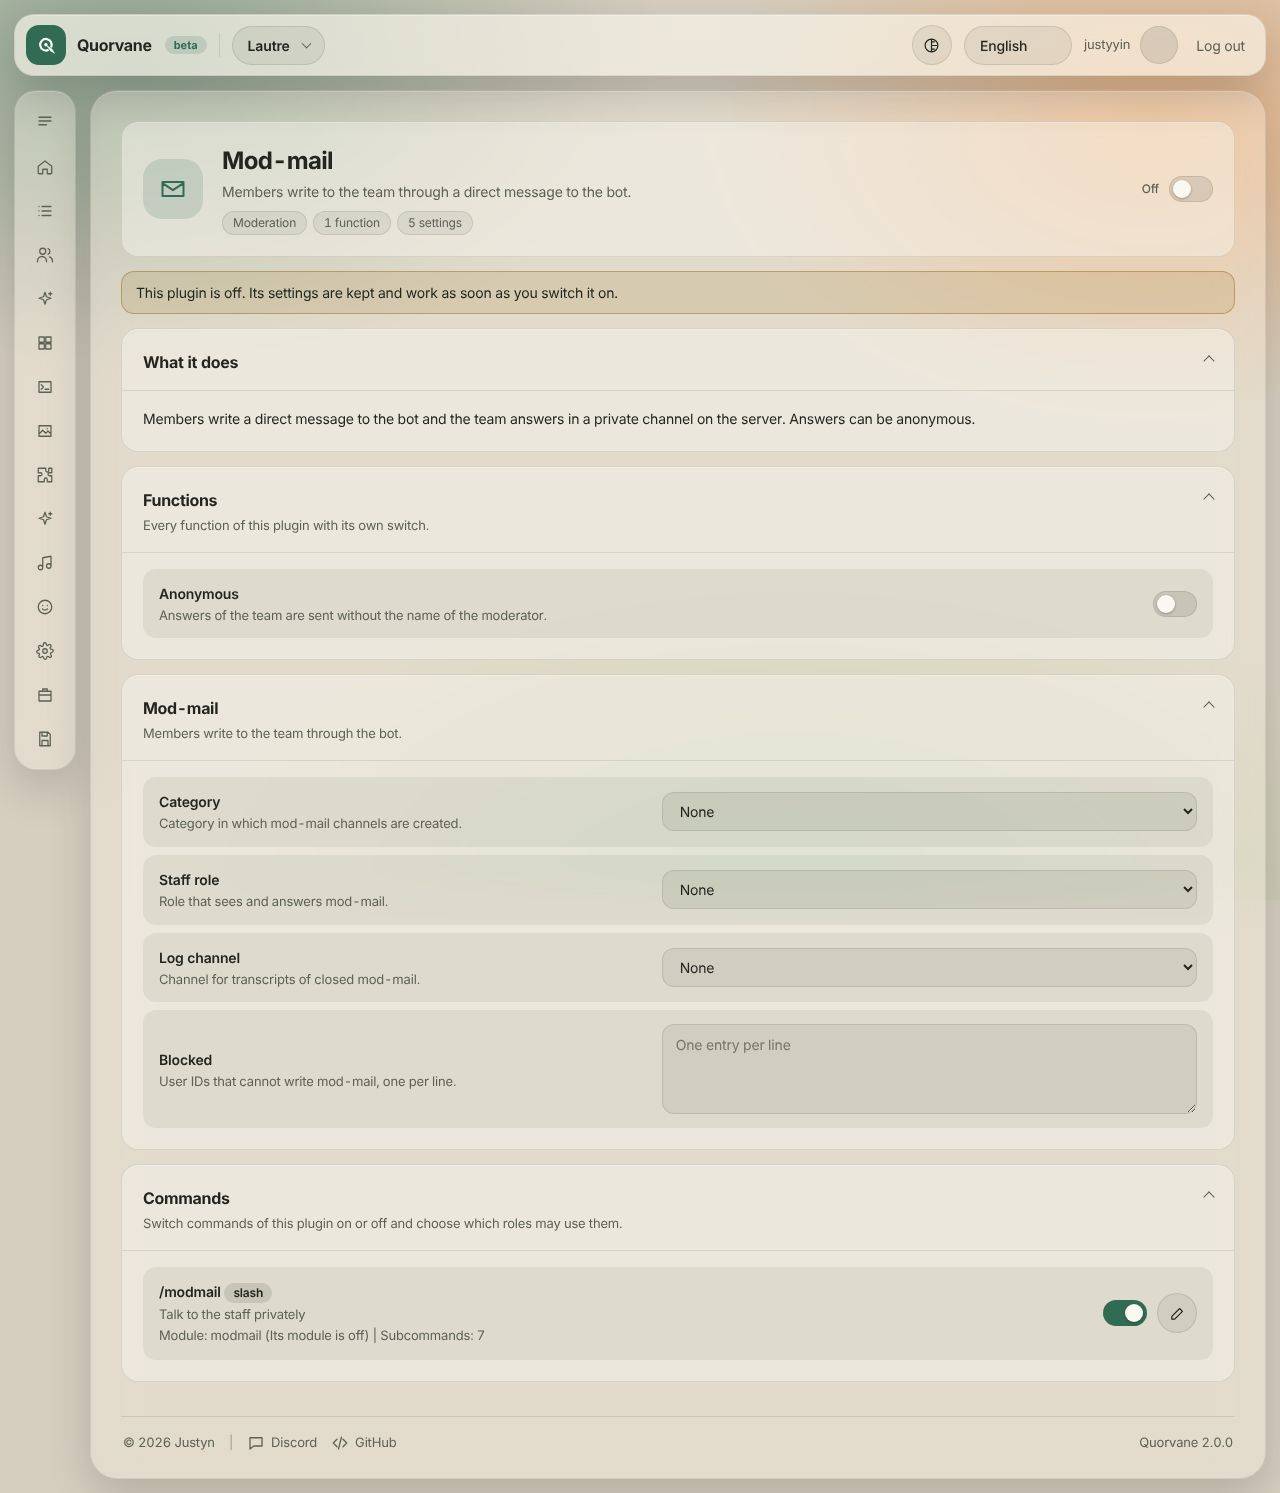 Quorvane beta Lautre English justyyin Log out
Mod-mail
Members write to the team through a direct message to the bot.
Moderation 1 function 5 settings
Off
This plugin is off. Its settings are kept and work as soon as you switch it on.
What it does
Members write a direct message to the bot and the team answers in a private channel on the server. Answers can be anonymous.
Functions
Every function of this plugin with its own switch.
Anonymous
Answers of the team are sent without the name of the moderator.
Mod-mail
Members write to the team through the bot.
Category
Category in which mod-mail channels are created.
None
Staff role
Role that sees and answers mod-mail.
None
Log channel
Channel for transcripts of closed mod-mail.
None
Blocked
User IDs that cannot write mod-mail, one per line.
One entry per line
Commands
Switch commands of this plugin on or off and choose which roles may use them.
/modmail slash
Talk to the staff privately
Module: modmail (Its module is off) | Subcommands: 7
© 2026 Justyn | Discord GitHub Quorvane 2.0.0